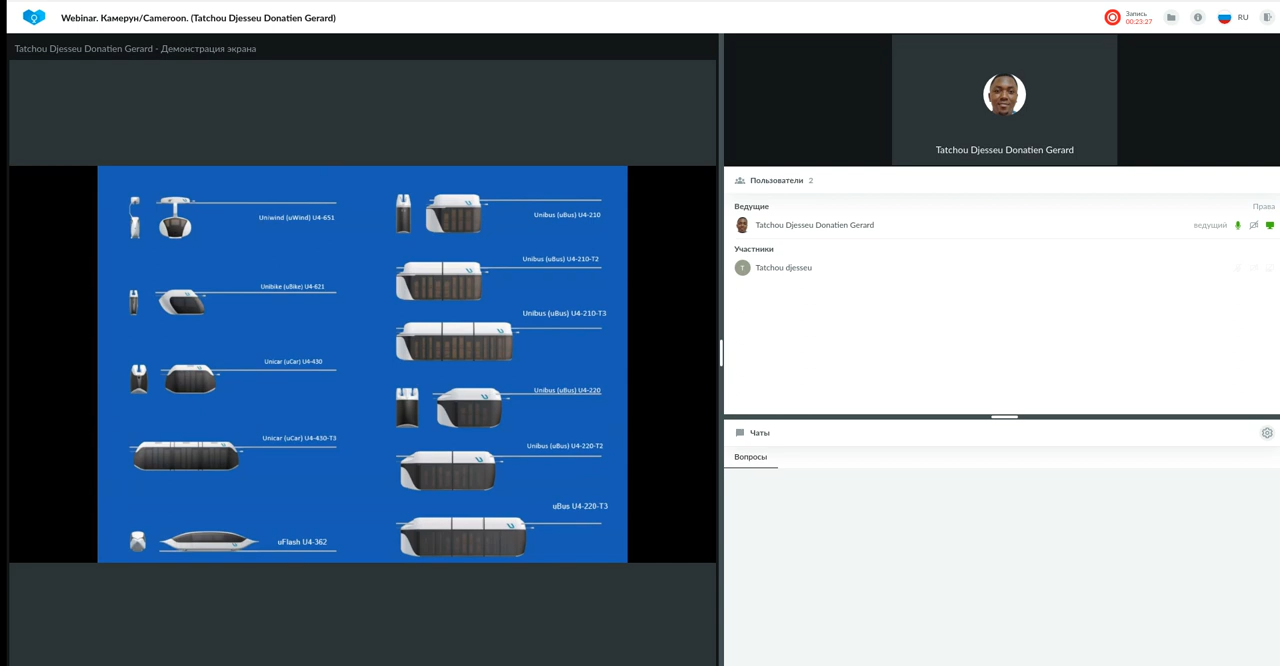 Webinar. Камерун/Cameroon. (Tatchou Djesseu Donatien Gerard)
Запись
00:23:27
RU
Tatchou Djesseu Donatien Gerard - Демонстрация экрана
Uniwind (uWind) U4-651
Unibike (uBike) U4-621
Unicar (uCar) U4-430
Unicar (uCar) U4-430-T3
uFlash U4-362
Unibus (uBus) U4-210
Unibus (uBus) U4-210-T2
Unibus (uBus) U4-210-T3
Unibus (uBus) U4-220
Unibus (uBus) U4-220-T2
uBus U4-220-T3
Tatchou Djesseu Donatien Gerard
Пользователи 2
Ведущие Права
Tatchou Djesseu Donatien Gerard ведущий
Участники
T Tatchou djesseu
Чаты
Вопросы